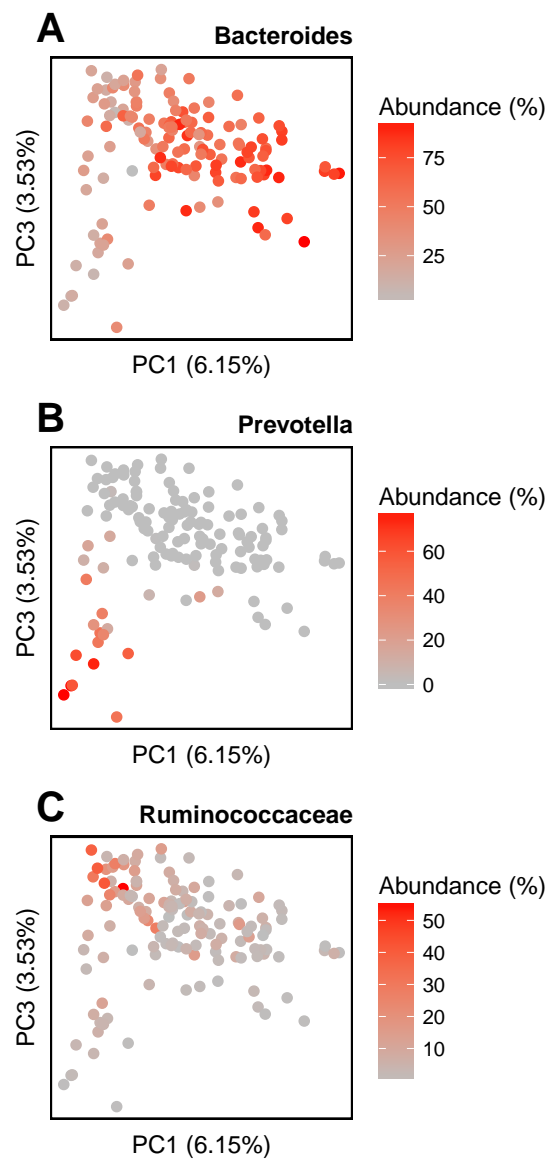 A
Bacteroides
PC3 (3.53%)
PC1 (6.15%)
Abundance (%)
75
50
25
B
Prevotella
PC3 (3.53%)
PC1 (6.15%)
Abundance (%)
60
40
20
0
C
Ruminococcaceae
PC3 (3.53%)
PC1 (6.15%)
Abundance (%)
50
40
30
20
10